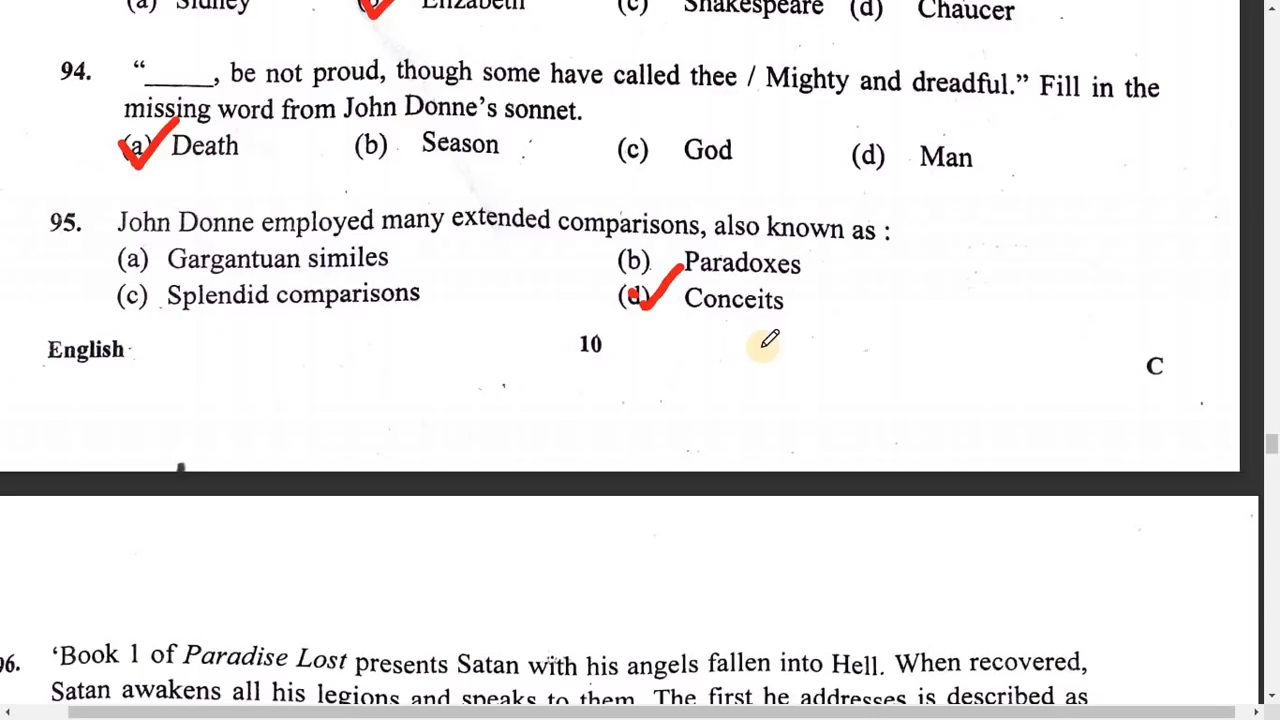 (a) Sidney (b) Elizabeth (c) Shakespeare (d) Chaucer
94. “_____, be not proud, though some have called thee / Mighty and dreadful.” Fill in the
missing word from John Donne’s sonnet.
(a) Death (b) Season (c) God (d) Man
95. John Donne employed many extended comparisons, also known as :
(a) Gargantuan similes (b) Paradoxes
(c) Splendid comparisons (d) Conceits
English 10 C
96. ‘Book 1 of Paradise Lost presents Satan with his angels fallen into Hell. When recovered,
Satan awakens all his legions and speaks to them. The first he addresses is described as